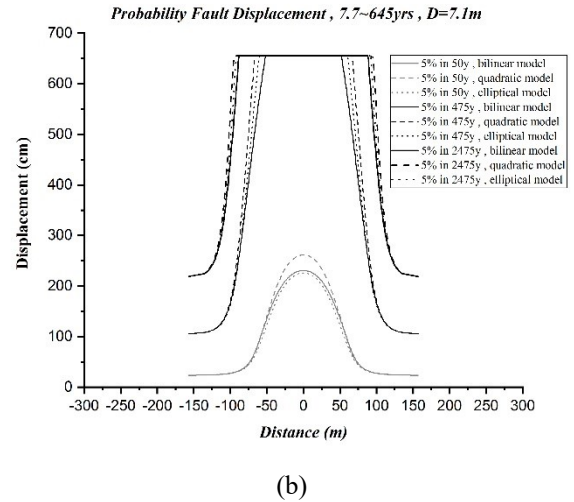 Probability Fault Displacement , 7.7~645yrs , D=7.1m
700
600
500
400
300
200
100
0
Displacement (cm)
5% in 50y , bilinear model
5% in 50y , quadratic model
5% in 50y , elliptical model
5% in 475y , bilinear model
5% in 475y , quadratic model
5% in 475y , elliptical model
5% in 2475y , bilinear model
5% in 2475y , quadratic model
5% in 2475y , elliptical model
-300 -250 -200 -150 -100 -50 0 50 100 150 200 250 300
Distance (m)
(b)